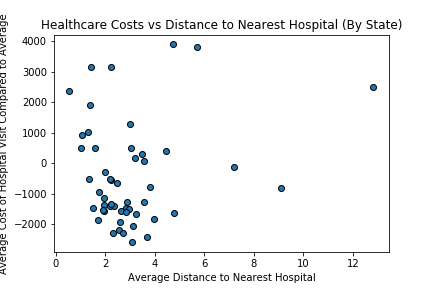 Healthcare Costs vs Distance to Nearest Hospital (By State)
Average Cost of Hospital Visit Compared to Average
4000
3000
2000
1000
0
−1000
−2000
0 2 4 6 8 10 12
Average Distance to Nearest Hospital